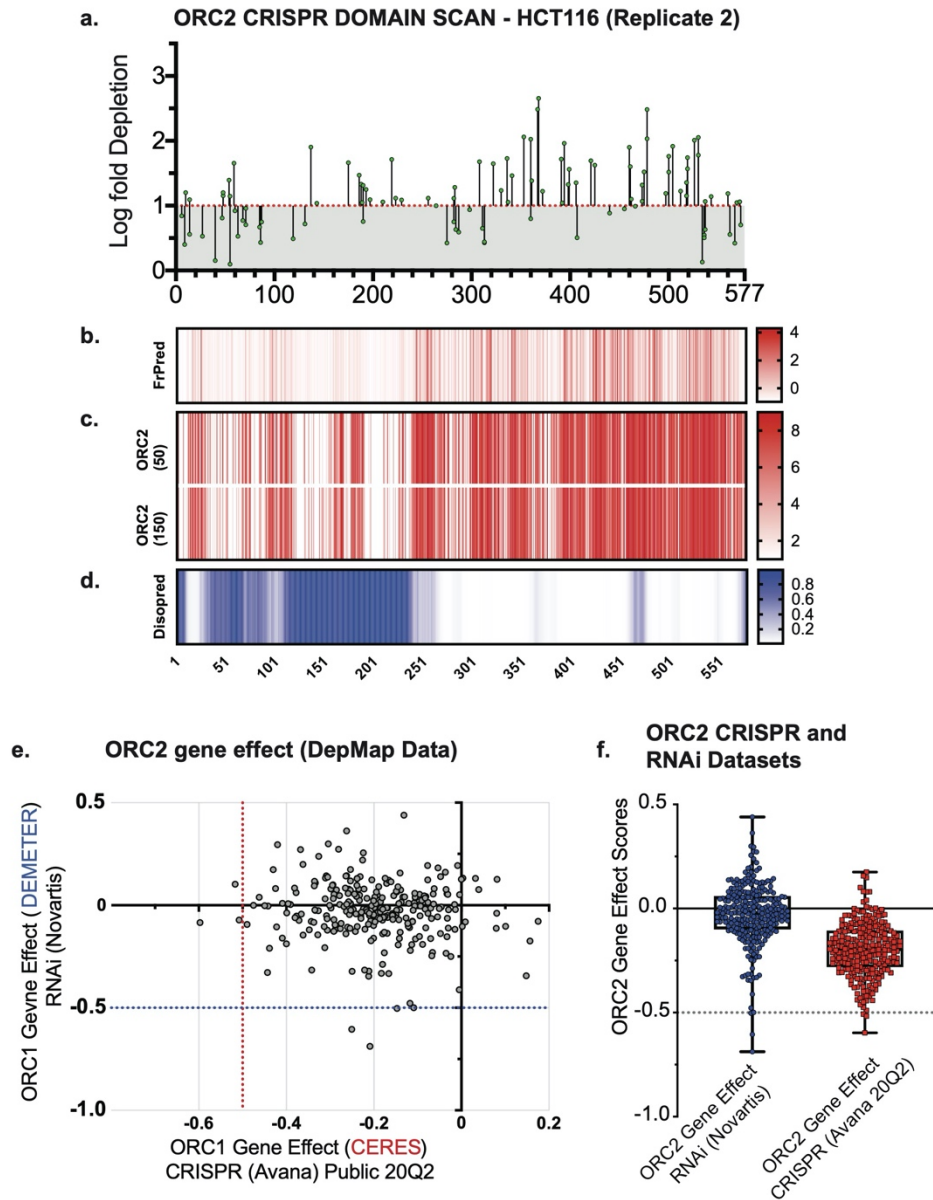 a. ORC2 CRISPR DOMAIN SCAN - HCT116 (Replicate 2)
Log fold Depletion
3
2
1
0
0 100 200 300 400 500 577
b.
FrPred
4
2
0
c.
ORC2 (50)
ORC2 (150)
8
6
4
2
d.
Disopred
0.8
0.6
0.4
0.2
1 51 101 151 201 251 301 351 401 451 501 551
e. ORC2 gene effect (DepMap Data)
ORC1 Gevne Effect (DEMETER)
RNAi (Novartis)
0.5
0
-0.5
-1.0
-0.6 -0.4 -0.2 0 0.2
ORC1 Gene Effect (CERES)
CRISPR (Avana) Public 20Q2
f. ORC2 CRISPR and
RNAi Datasets
ORC2 Gene Effect Scores
0.5
0.0
-0.5
-1.0
ORC2 Gene Effect
RNAi (Novartis)
ORC2 Gene Effect
CRISPR (Avana 20Q2)